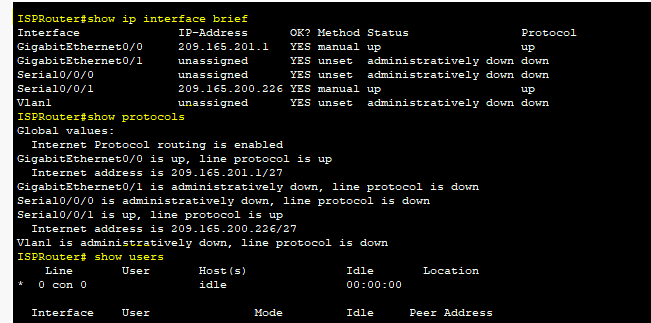 ISPRouter#show ip interface brief
Interface IP-Address OK? Method Status Protocol
GigabitEthernet0/0 209.165.201.1 YES manual up up
GigabitEthernet0/1 unassigned YES unset administratively down down
Serial0/0/0 unassigned YES unset administratively down down
Serial0/0/1 209.165.200.226 YES manual up up
Vlan1 unassigned YES unset administratively down down
ISPRouter#show protocols
Global values:
Internet Protocol routing is enabled
GigabitEthernet0/0 is up, line protocol is up
Internet address is 209.165.201.1/27
GigabitEthernet0/1 is administratively down, line protocol is down
Serial0/0/0 is administratively down, line protocol is down
Serial0/0/1 is up, line protocol is up
Internet address is 209.165.200.226/27
Vlan1 is administratively down, line protocol is down
ISPRouter# show users
Line User Host(s) Idle Location
* 0 con 0 idle 00:00:00
Interface User Mode Idle Peer Address